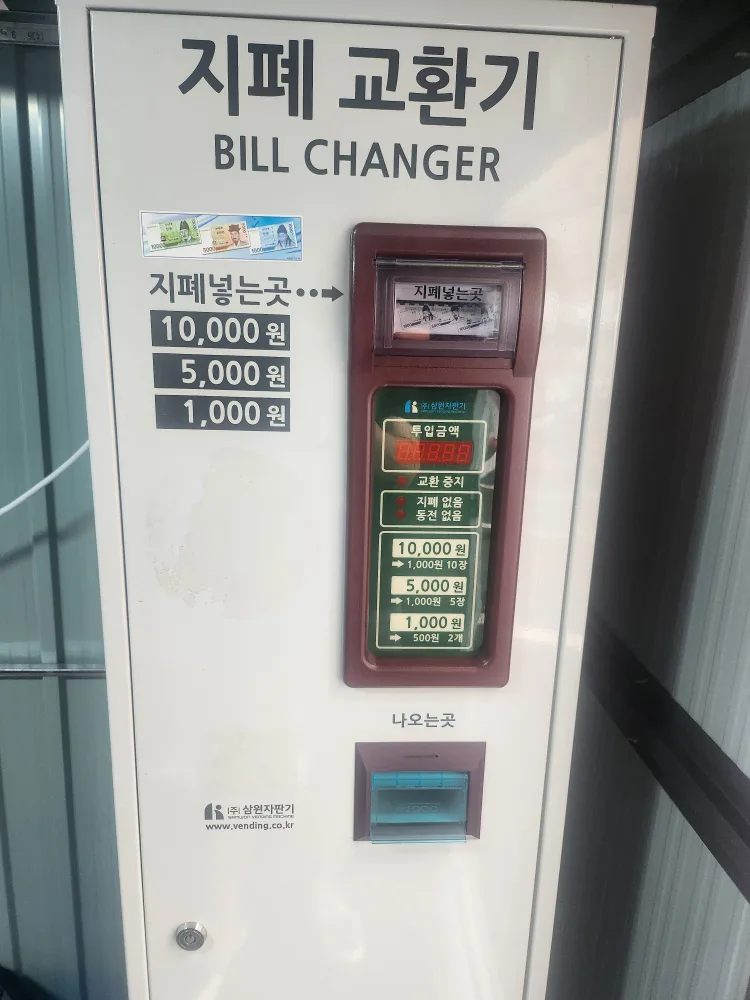 지폐 교환기
BILL CHANGER
지폐넣는곳
10,000원
5,000원
1,000원
지폐넣는곳
(주)삼원자판기
투입금액
교환 중지
지폐 없음
동전 없음
10,000원
➡ 1,000원 10장
5,000원
➡ 1,000원 5장
1,000원
➡ 500원 2개
나오는곳
(주)삼원자판기
SAMWON VENDING MACHINE
www.vending.co.kr